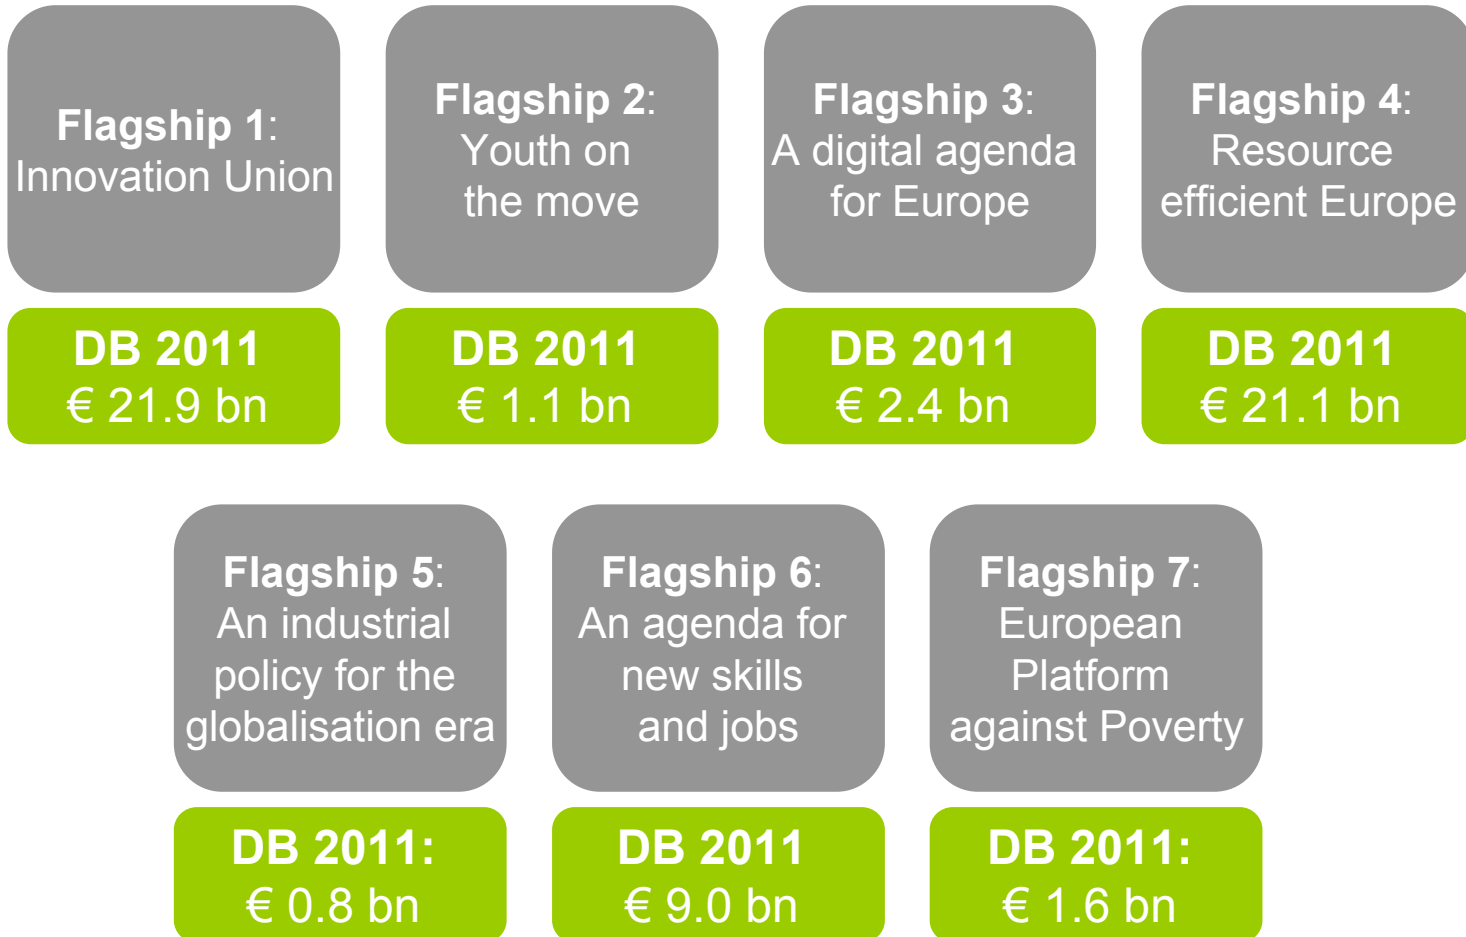 Flagship 1:
Innovation Union
Flagship 2:
Youth on
the move
Flagship 3:
A digital agenda
for Europe
Flagship 4:
Resource
efficient Europe
DB 2011
€ 21.9 bn
DB 2011
€ 1.1 bn
DB 2011
€ 2.4 bn
DB 2011
€ 21.1 bn
Flagship 5:
An industrial
policy for the
globalisation era
Flagship 6:
An agenda for
new skills
and jobs
Flagship 7:
European
Platform
against Poverty
DB 2011:
€ 0.8 bn
DB 2011
€ 9.0 bn
DB 2011:
€ 1.6 bn